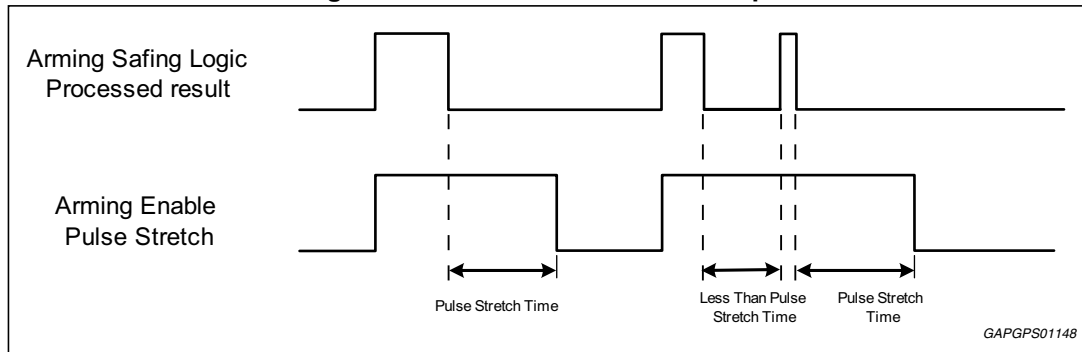 Arming Safing Logic
Processed result
Arming Enable
Pulse Stretch
Pulse Stretch Time
Less Than Pulse
Stretch Time
Pulse Stretch
Time
GAPGPS01148